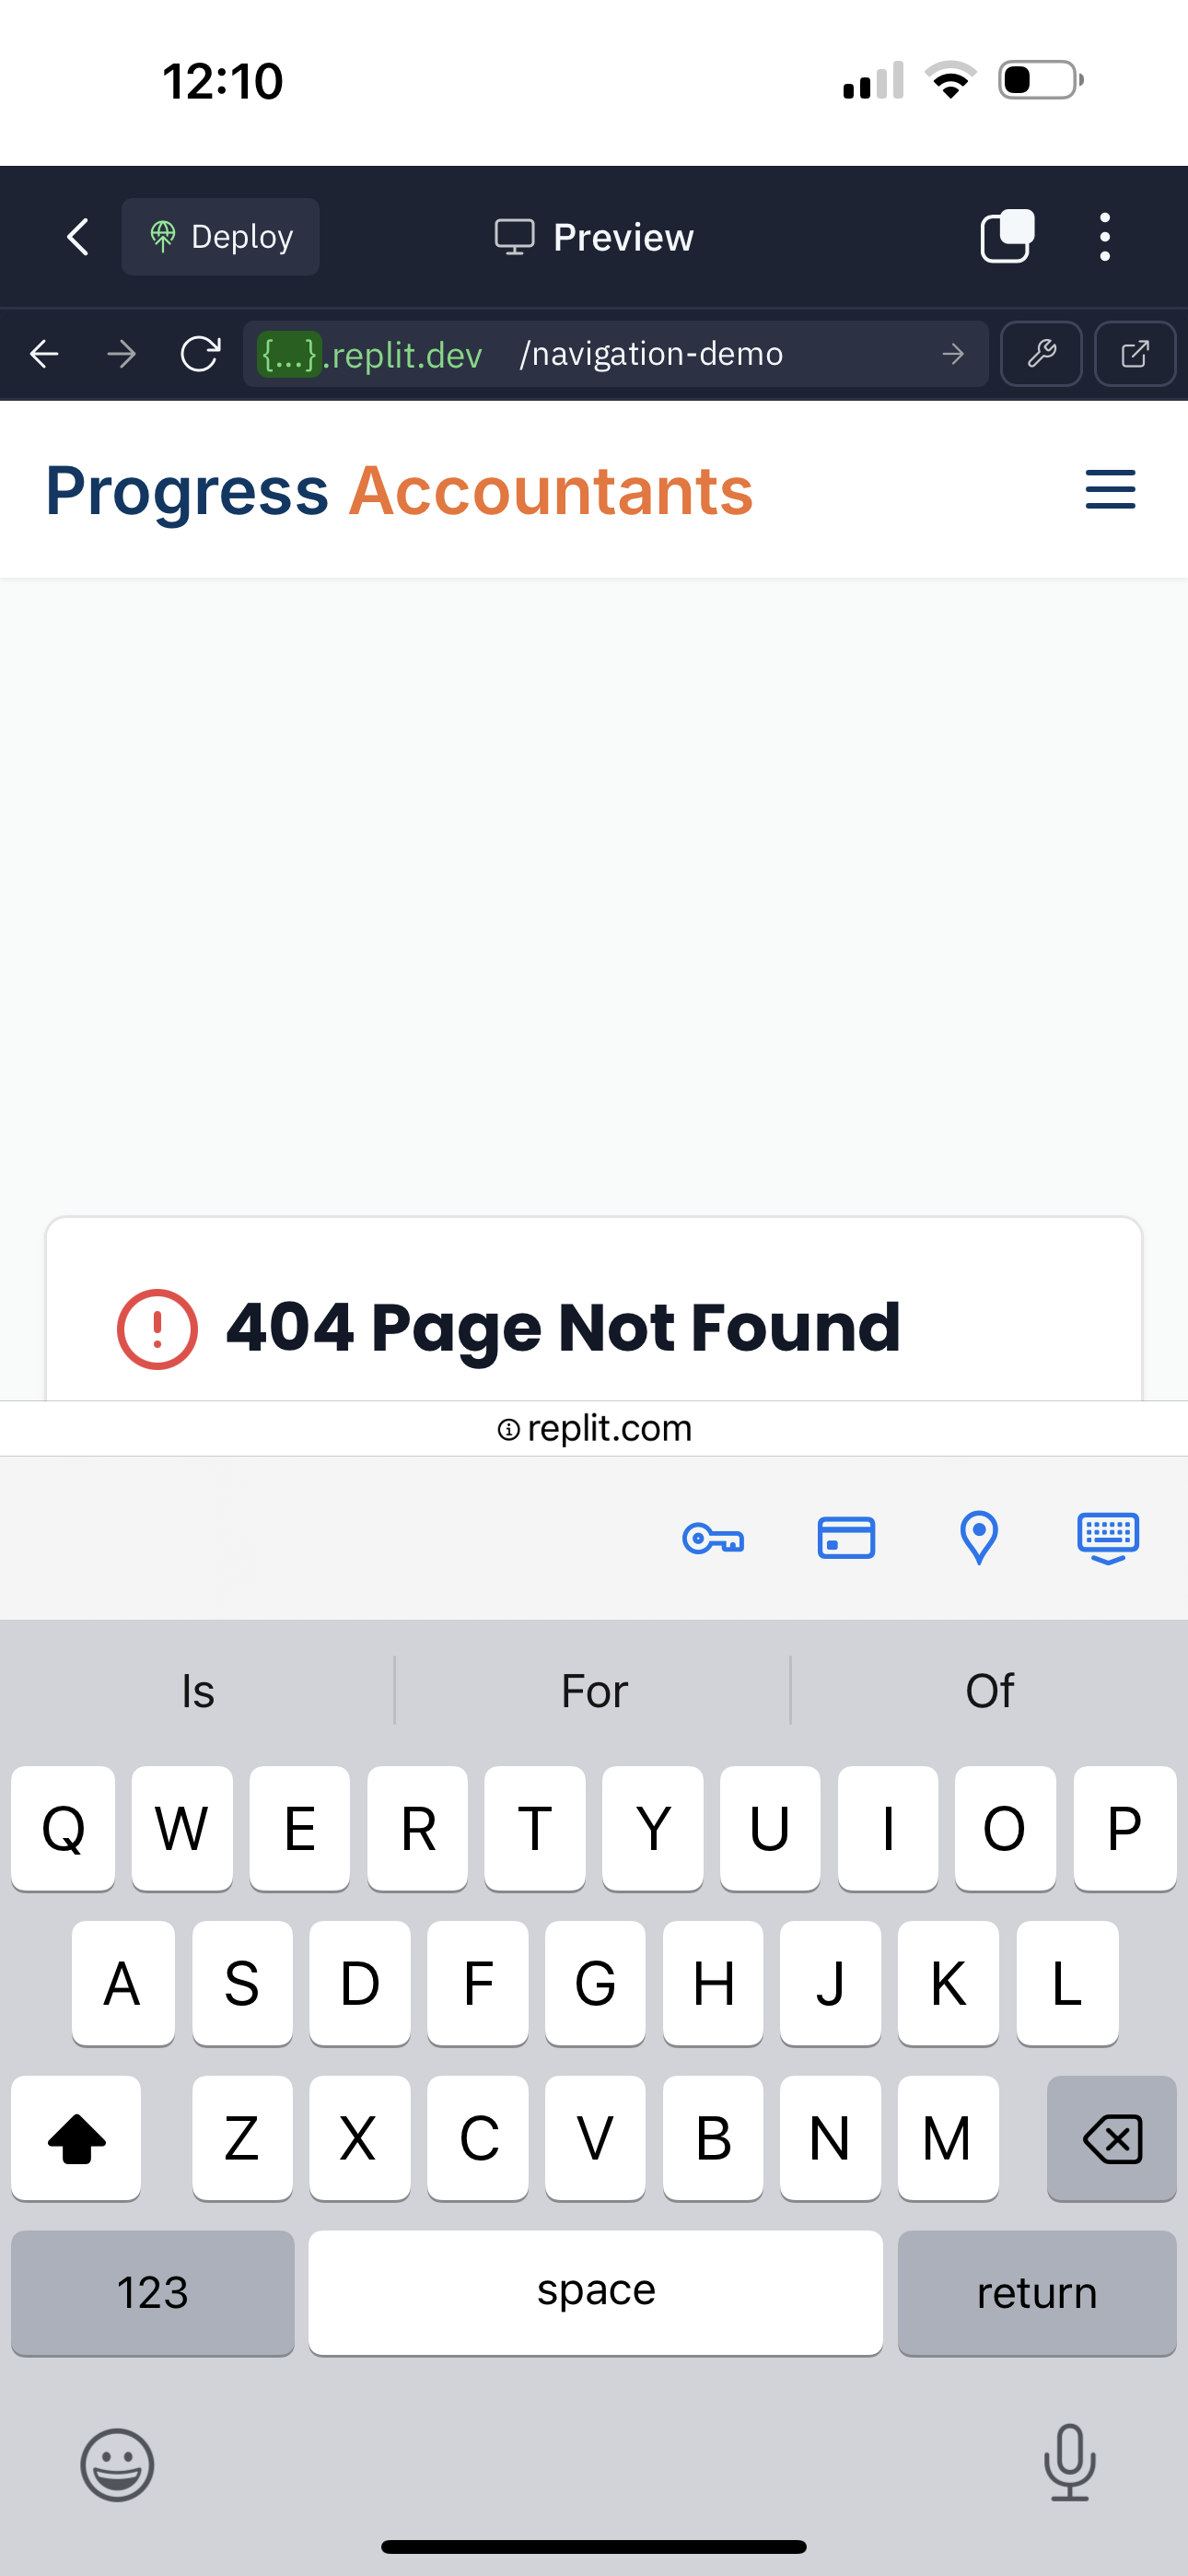 12:10
Deploy
Preview
{...}.replit.dev /navigation-demo
Progress Accountants
404 Page Not Found
replit.com
Is For Of
Q W E R T Y U I O P
A S D F G H J K L
Z X C V B N M
123 space return